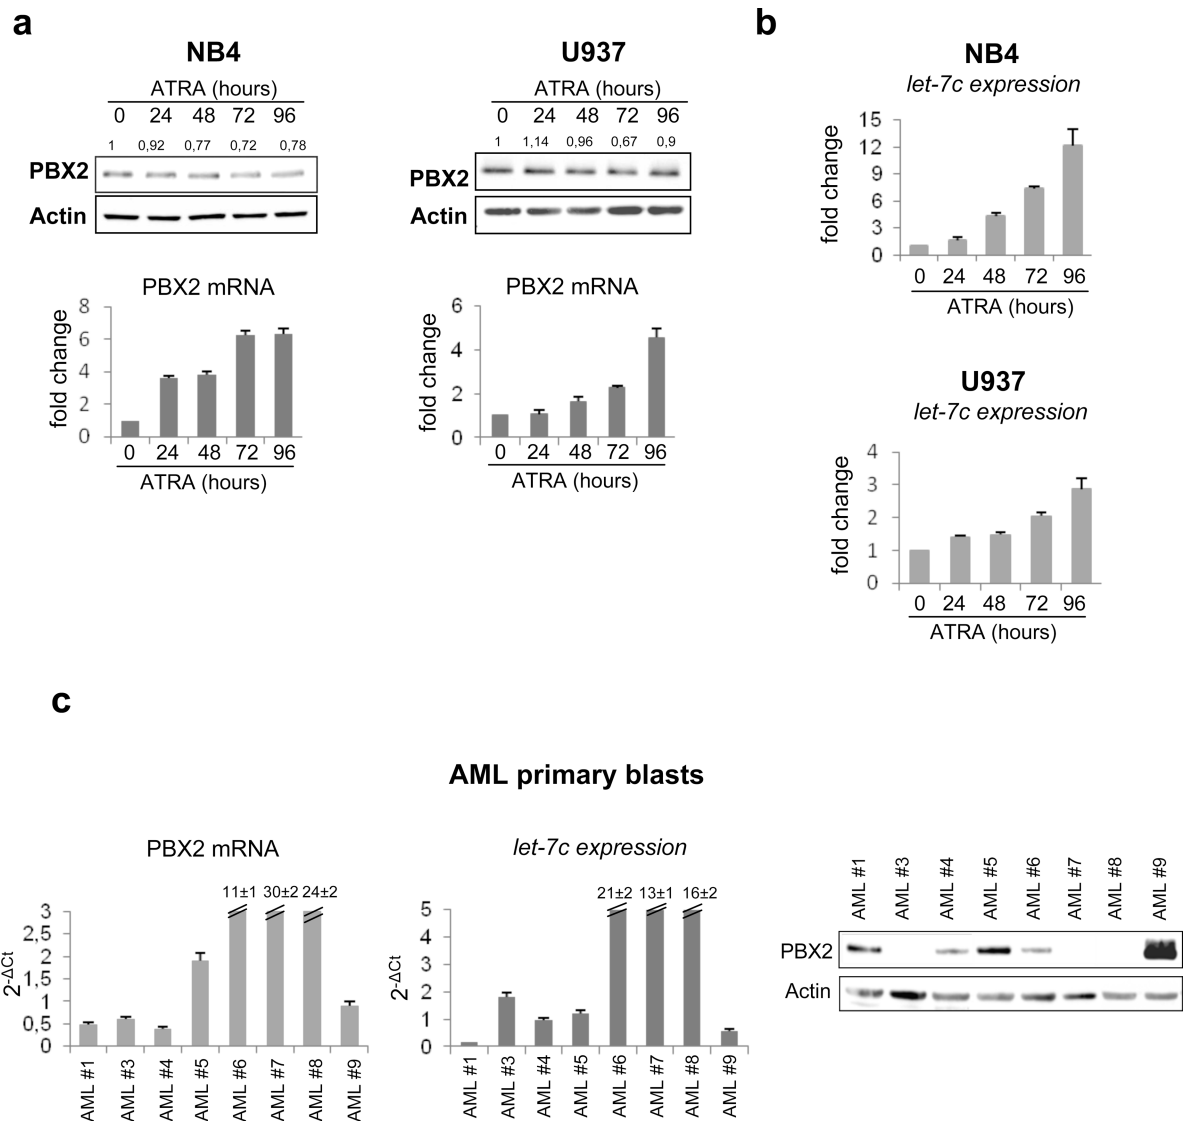 a
NB4
ATRA (hours)
0 24 48 72 96
1 0,92 0,77 0,72 0,78
PBX2
Actin
U937
ATRA (hours)
0 24 48 72 96
1 1,14 0,96 0,67 0,9
PBX2
Actin
PBX2 mRNA
fold change
8
6
4
2
0
0 24 48 72 96
ATRA (hours)
PBX2 mRNA
fold change
6
4
2
0
0 24 48 72 96
ATRA (hours)
b
NB4
let-7c expression
fold change
15
12
9
6
3
0
0 24 48 72 96
ATRA (hours)
U937
let-7c expression
fold change
4
3
2
1
0
0 24 48 72 96
ATRA (hours)
c
AML primary blasts
PBX2 mRNA
11±1 30±2 24±2
2-ΔCt
3
2,5
2
1,5
1
0,5
0
AML #1 AML #3 AML #4 AML #5 AML #6 AML #7 AML #8 AML #9
let-7c expression
21±2 13±1 16±2
2-ΔCt
5
4
3
2
1
0
AML #1 AML #3 AML #4 AML #5 AML #6 AML #7 AML #8 AML #9
AML #1 AML #3 AML #4 AML #5 AML #6 AML #7 AML #8 AML #9
PBX2
Actin